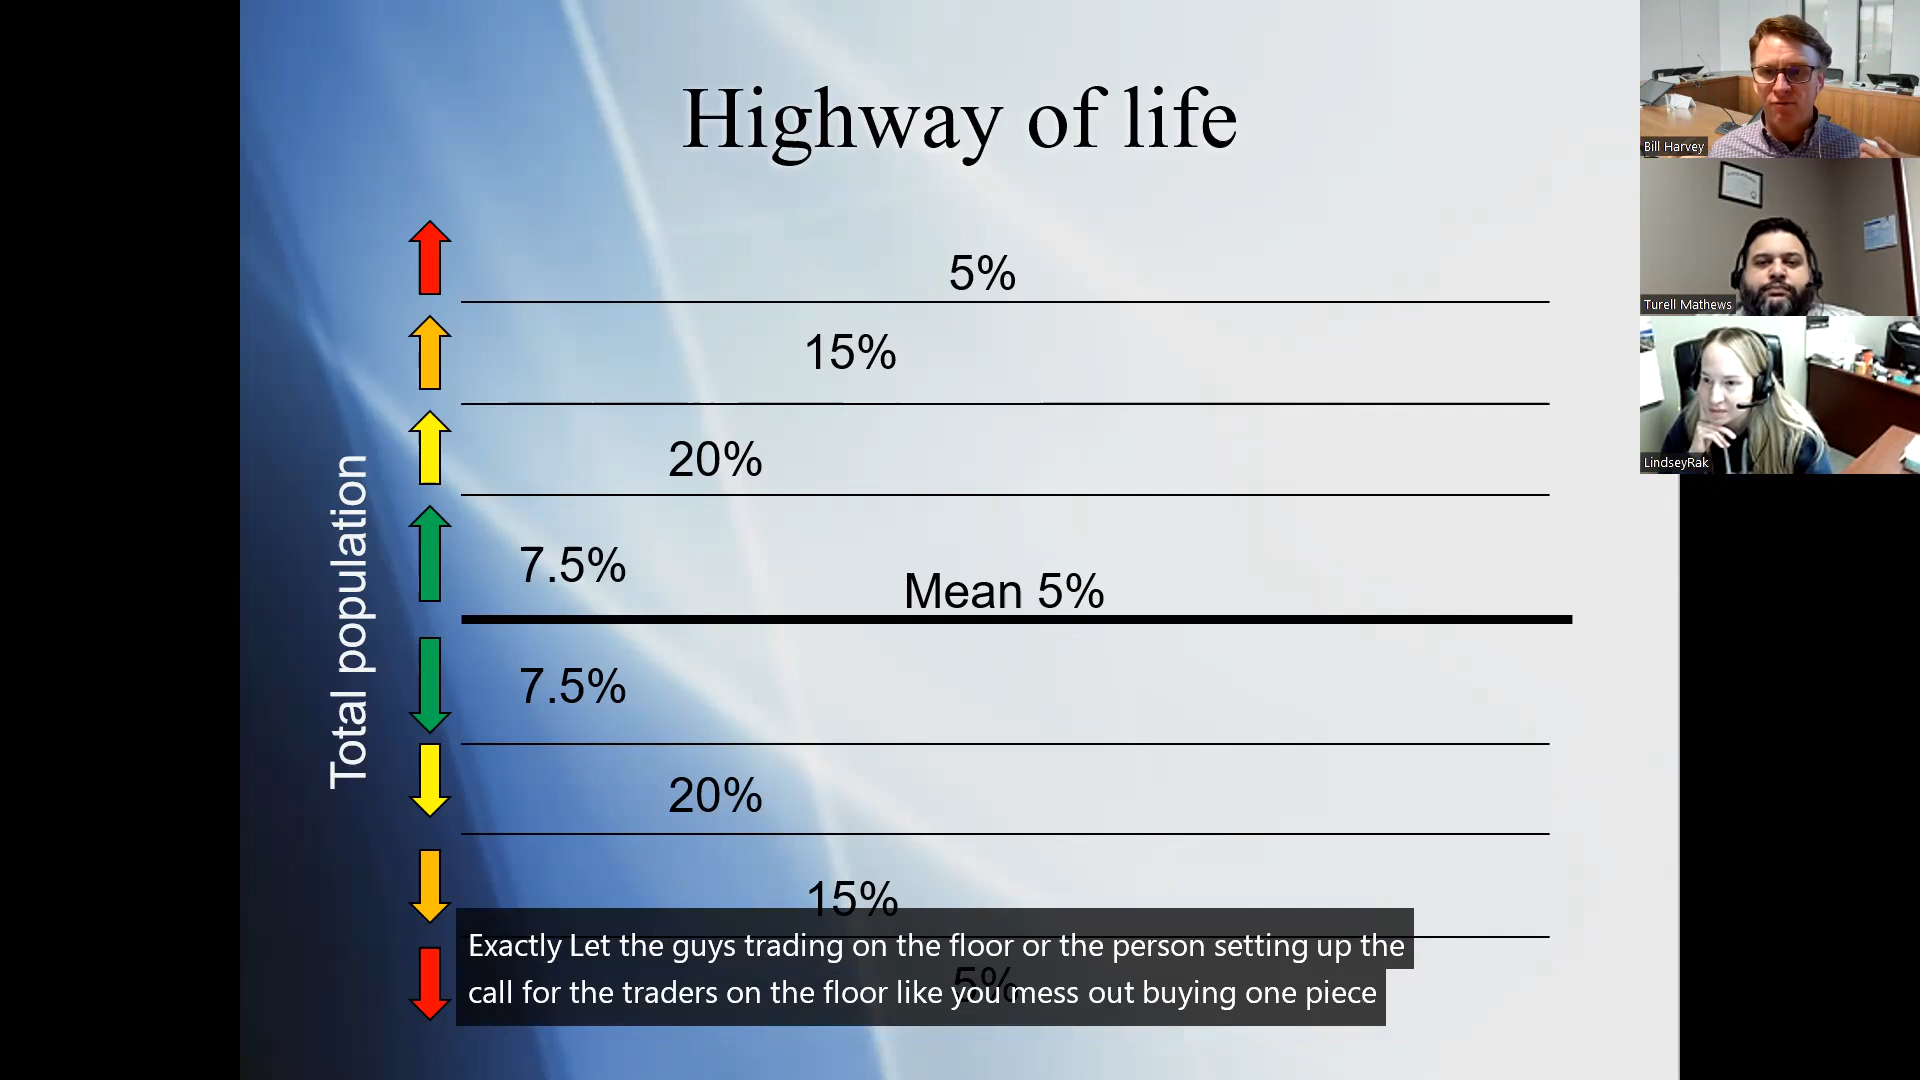 Highway of life
Bill Harvey
5%
Turell Mathews
15%
LindseyRak
20%
Total population
7.5%
Mean 5%
7.5%
20%
15%
5%
Exactly Let the guys trading on the floor or the person setting up the
call for the traders on the floor like you mess out buying one piece